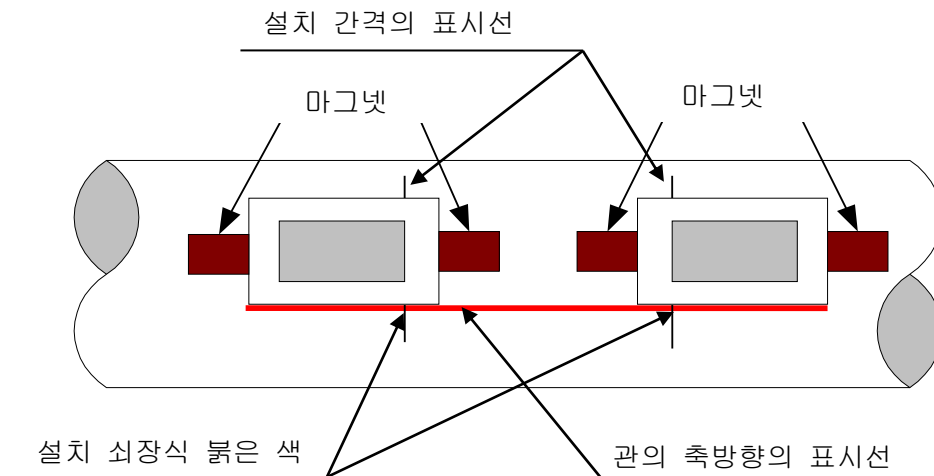 설치 간격의 표시선
마그넷
마그넷
설치 쇠장식 붉은 색
관의 축방향의 표시선